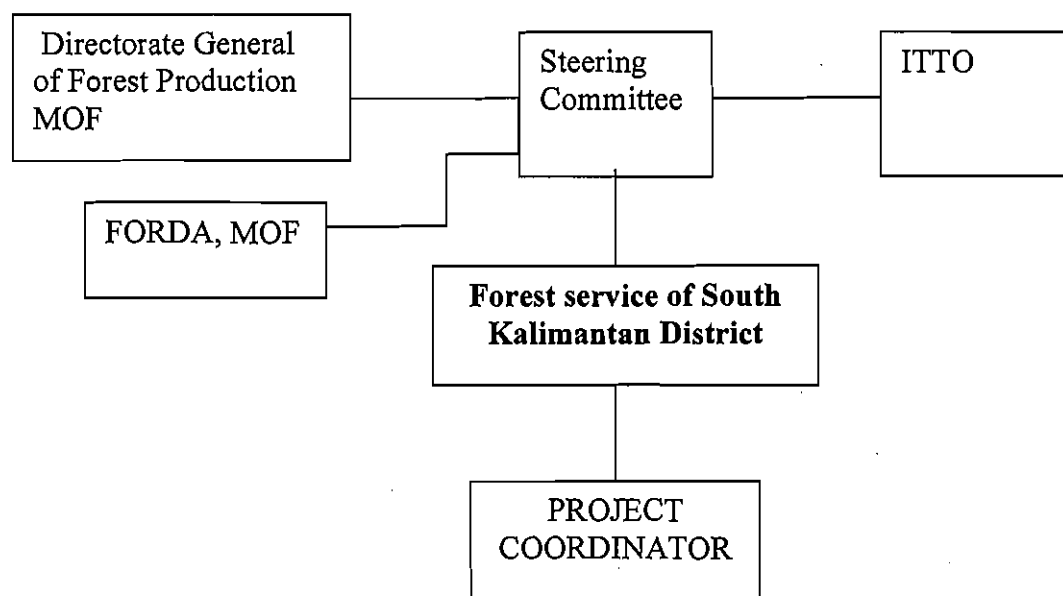 Directorate General
of Forest Production
MOF
Steering
Committee
ITTO
FORDA, MOF
Forest service of South
Kalimantan District
PROJECT
COORDINATOR